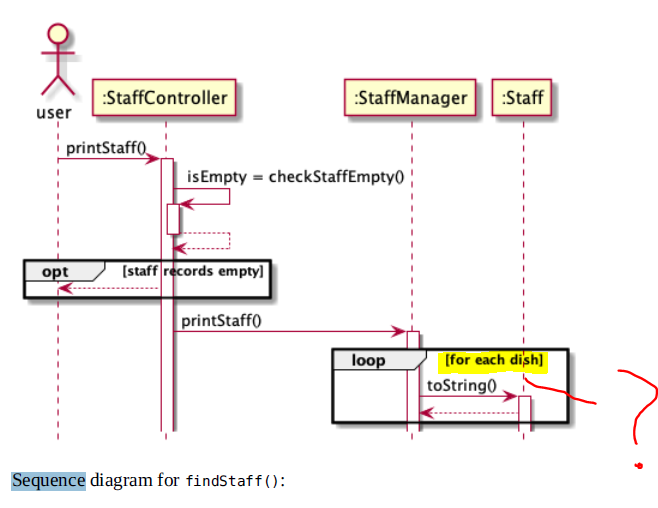 user
:StaffController
:StaffManager
:Staff
printStaff()
isEmpty = checkStaffEmpty()
opt [staff records empty]
printStaff()
loop [for each dish]
toString()
?
Sequence diagram for findStaff():